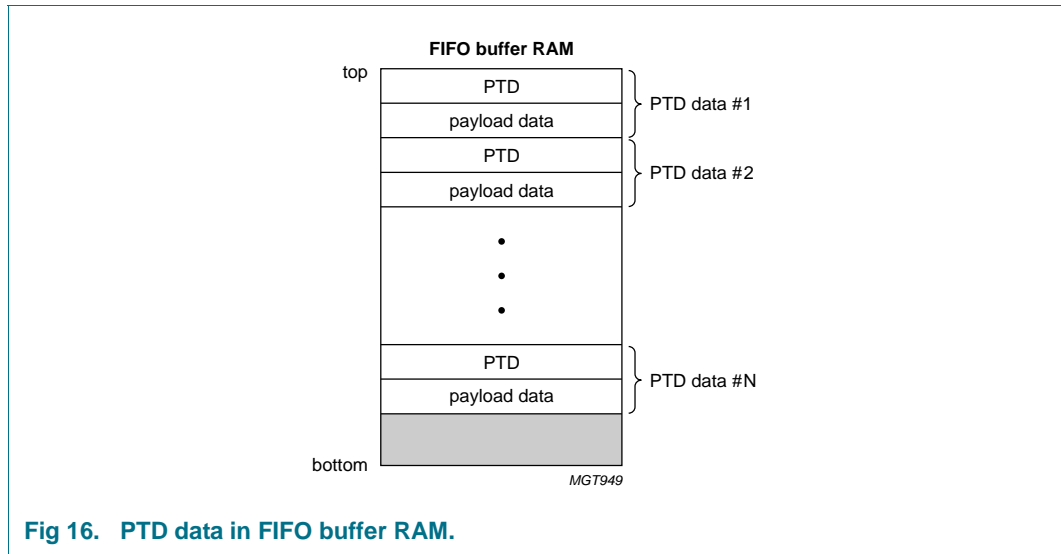 FIFO buffer RAM
top
PTD
payload data
PTD data #1
PTD
payload data
PTD data #2
PTD
payload data
PTD data #N
bottom
MGT949
Fig 16. PTD data in FIFO buffer RAM.